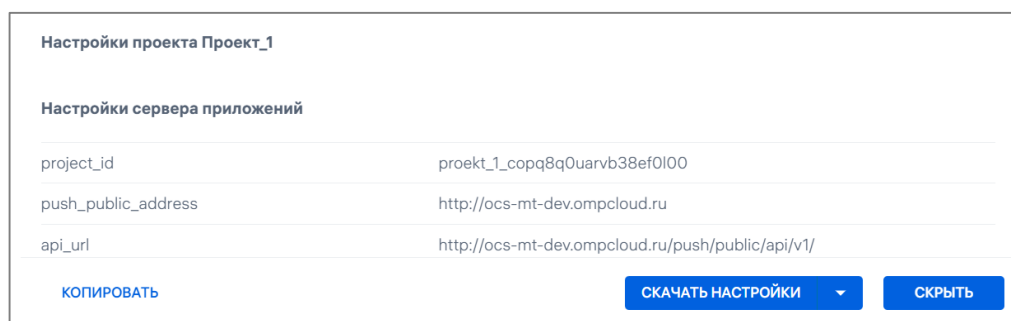 Настройки проекта Проект_1
Настройки сервера приложений
project_id proekt_1_copq8q0uarvb38ef0l00
push_public_address http://ocs-mt-dev.ompcloud.ru
api_url http://ocs-mt-dev.ompcloud.ru/push/public/api/v1/
КОПИРОВАТЬ СКАЧАТЬ НАСТРОЙКИ СКРЫТЬ